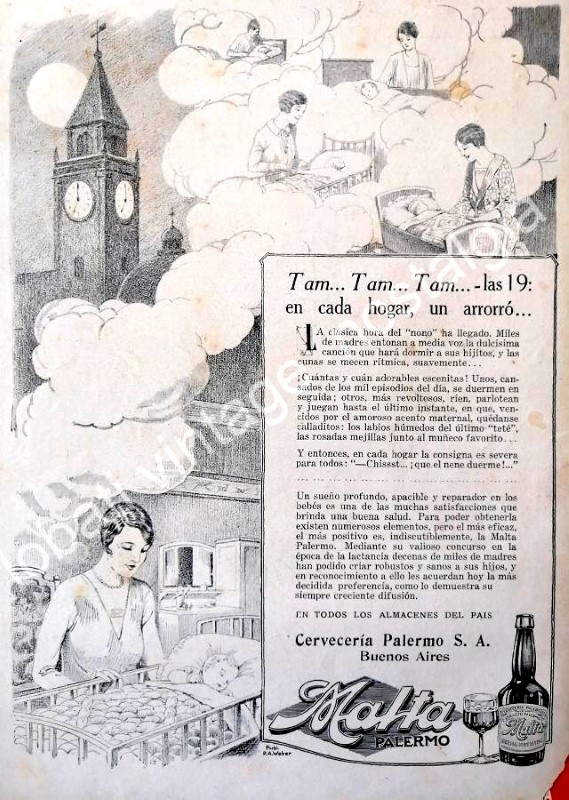 Tam... Tam... Tam... - las 19:
en cada hogar, un arrorró...
LA clásica hora del "nono" ha llegado. Miles
de madres entonan a media voz la dulcísima
canción que hará dormir a sus hijitos, y las
cunas se mecen rítmica, suavemente...
¡Cuántas y cuán adorables escenitas! Unos, can-
sados de los mil episodios del día, se duermen en
seguida; otros, más revoltosos, ríen, parlotean
y juegan hasta el último instante, en que, ven-
cidos por el amoroso acento maternal, quédanse
calladitos: los labios húmedos del último "teté",
las rosadas mejillas junto al muñeco favorito...
Y entonces, en cada hogar la consigna es severa
para todos: "—Chissst...; que el nene duerme!..."
Un sueño profundo, apacible y reparador en los
bebés es una de las muchas satisfacciones que
brinda una buena salud. Para poder obtenerla
existen numerosos elementos, pero el más eficaz,
el más positivo es, indiscutiblemente, la Malta
Palermo. Mediante su valioso concurso en la
época de la lactancia decenas de miles de madres
han podido criar robustos y sanos a sus hijos, y
en reconocimiento a ello les acuerdan hoy la más
decidida preferencia, como lo demuestra su
siempre creciente difusión.
EN TODOS LOS ALMACENES DEL PAIS
Cervecería Palermo S. A.
Buenos Aires
Malta
PALERMO
Malta
Publ.
R.A. Weber
vintage nostalgia